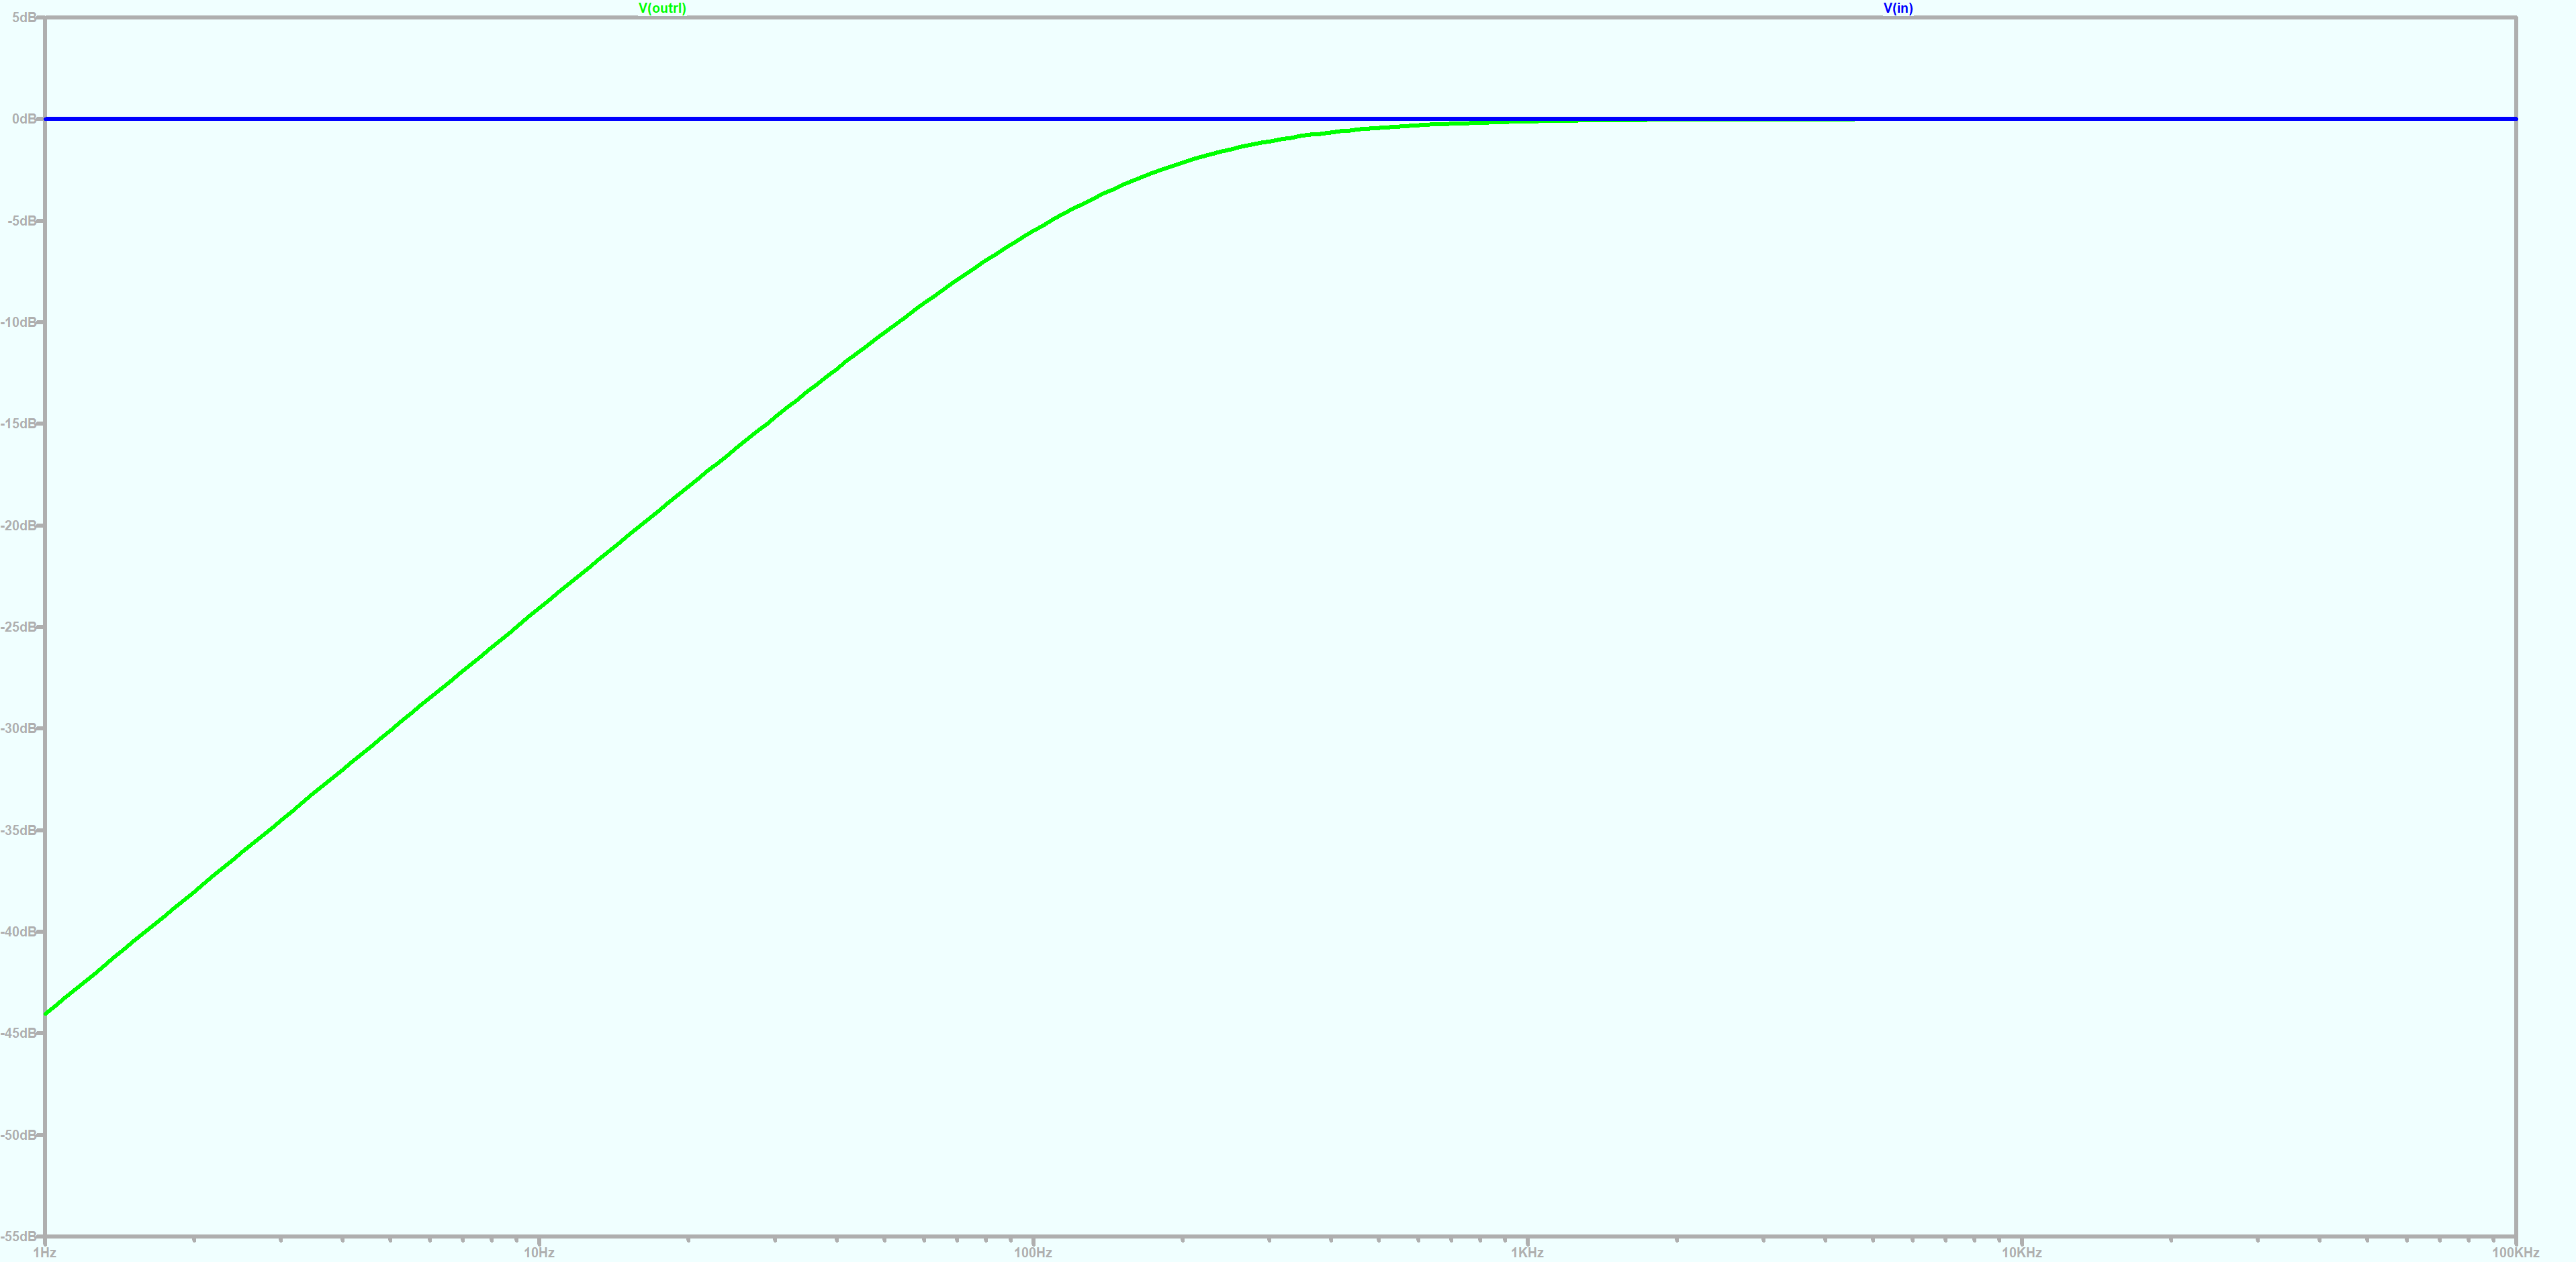 V(outrl) V(in)
5dB
0dB
-5dB
-10dB
-15dB
-20dB
-25dB
-30dB
-35dB
-40dB
-45dB
-50dB
-55dB
1Hz 10Hz 100Hz 1KHz 10KHz 100KHz